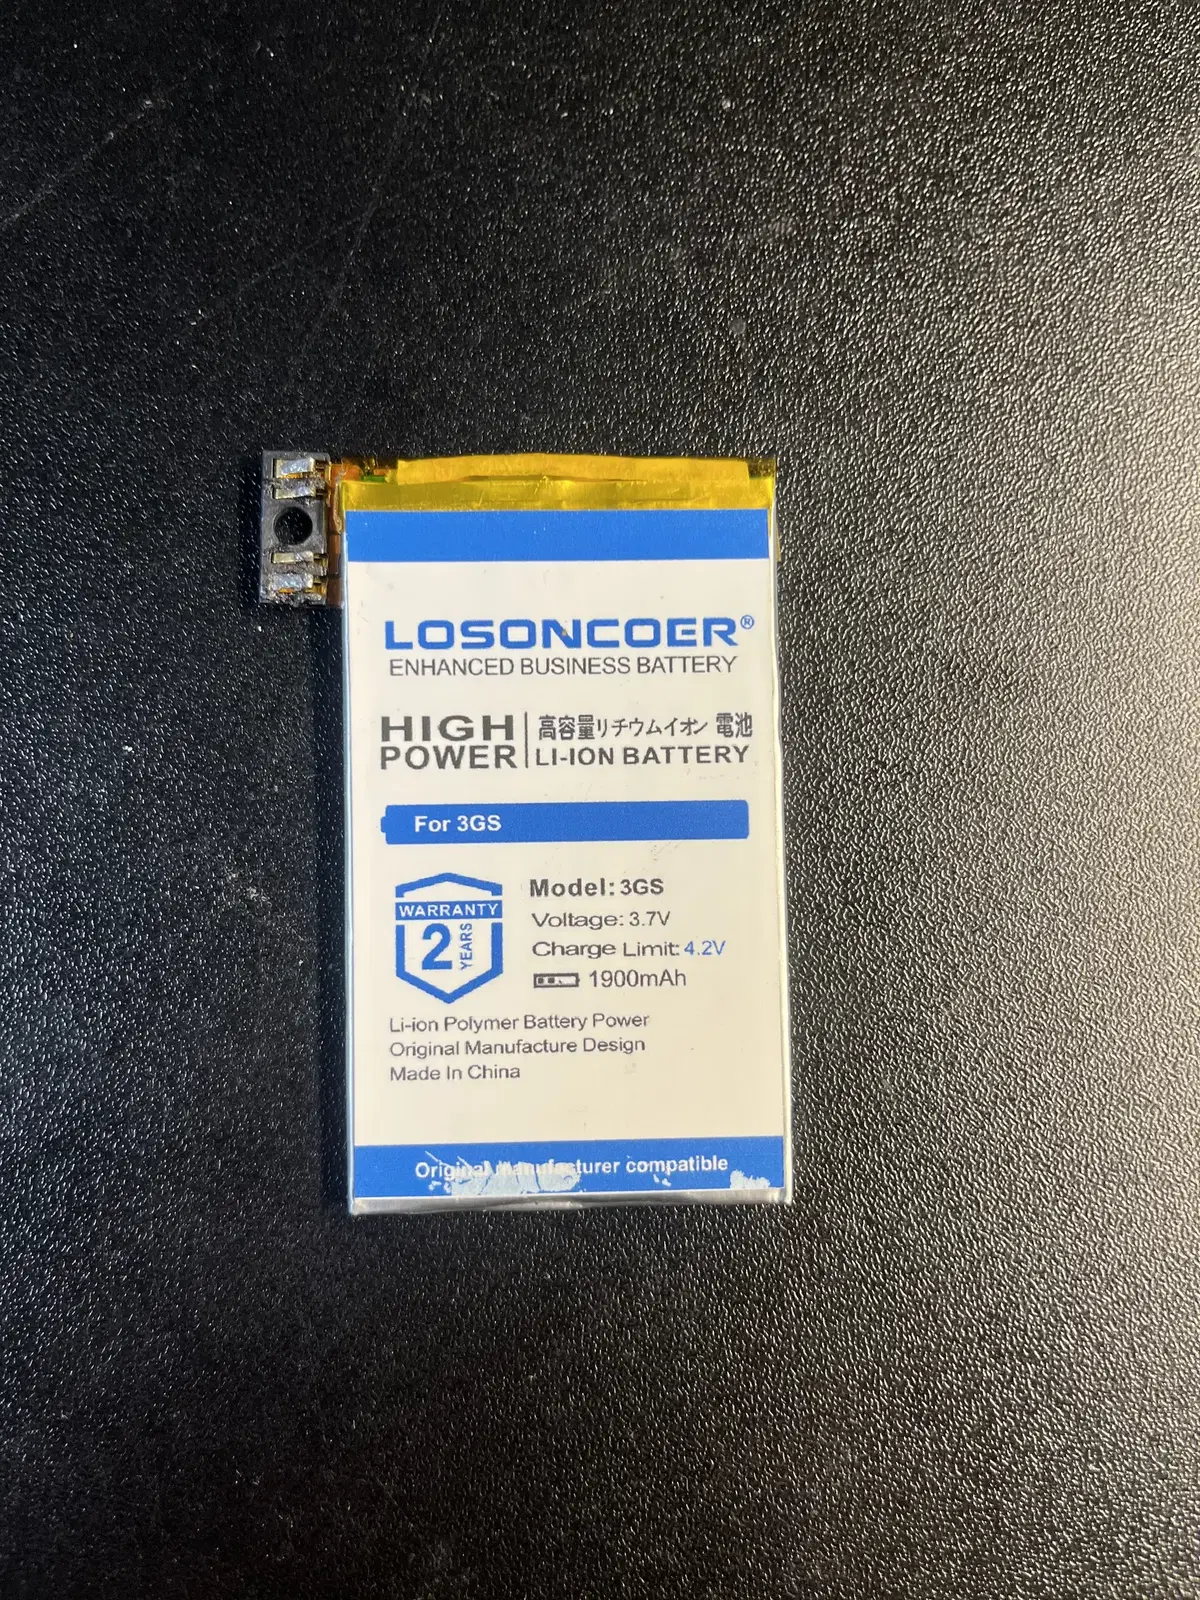 LOSONCOER®
ENHANCED BUSINESS BATTERY
HIGH POWER
高容量リチウムイオン 電池
LI-ION BATTERY
For 3GS
WARRANTY
2 YEARS
Model: 3GS
Voltage: 3.7V
Charge Limit: 4.2V
1900mAh
Li-ion Polymer Battery Power
Original Manufacture Design
Made In China
Original manufacturer compatible